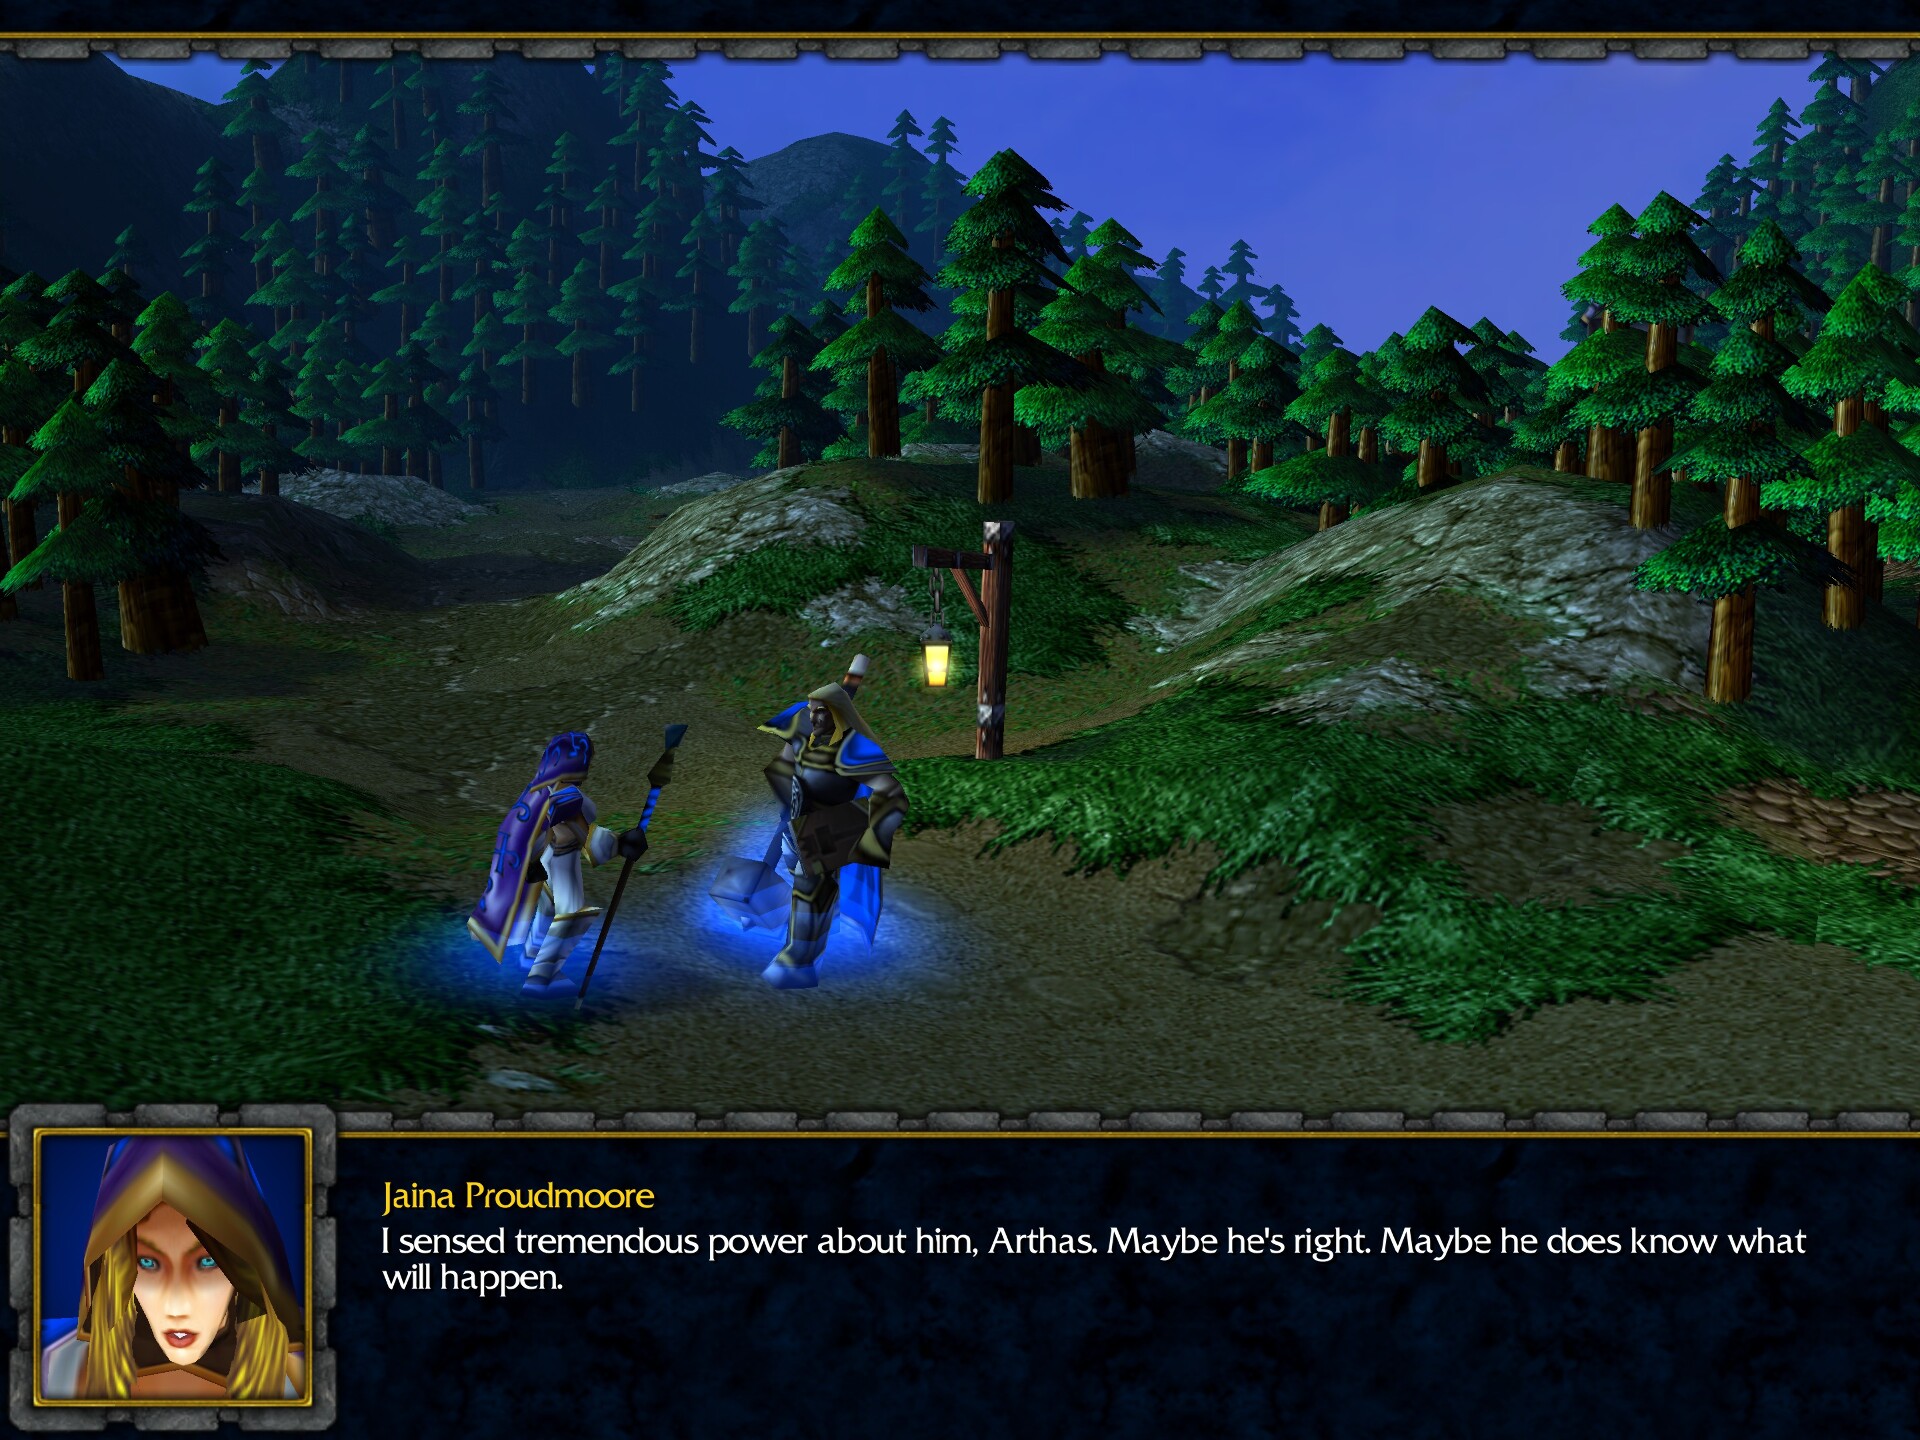 Jaina Proudmoore
I sensed tremendous power about him, Arthas. Maybe he's right. Maybe he does know what
will happen.